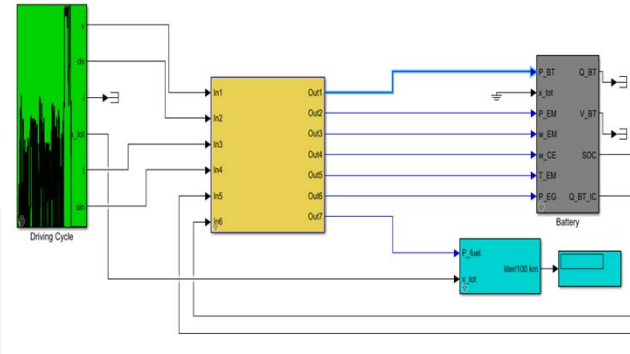 v
dv
x_tot
sin
Driving Cycle
In1
In2
In3
In4
In5
In6
Out1
Out2
Out3
Out4
Out5
Out6
Out7
P_BT
x_tot
P_EM
w_EM
w_CE
T_EM
P_EG
Q_BT
V_BT
SOC
Q_BT_IC
Battery
P_fuel
x_tot
liter/100 km